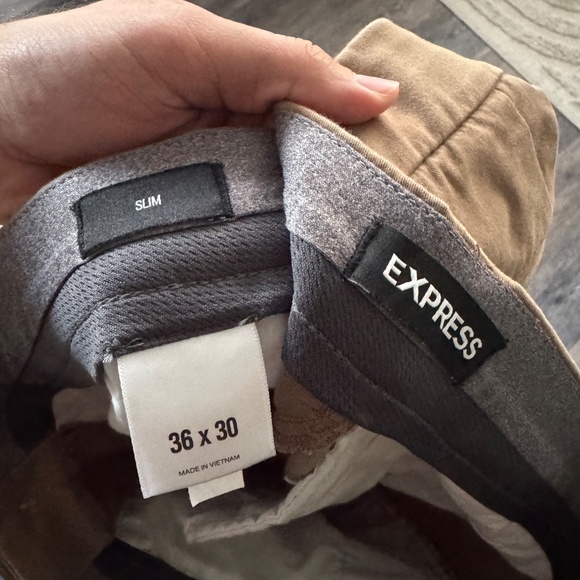 SLIM
EXPRESS
36 x 30
MADE IN VIETNAM